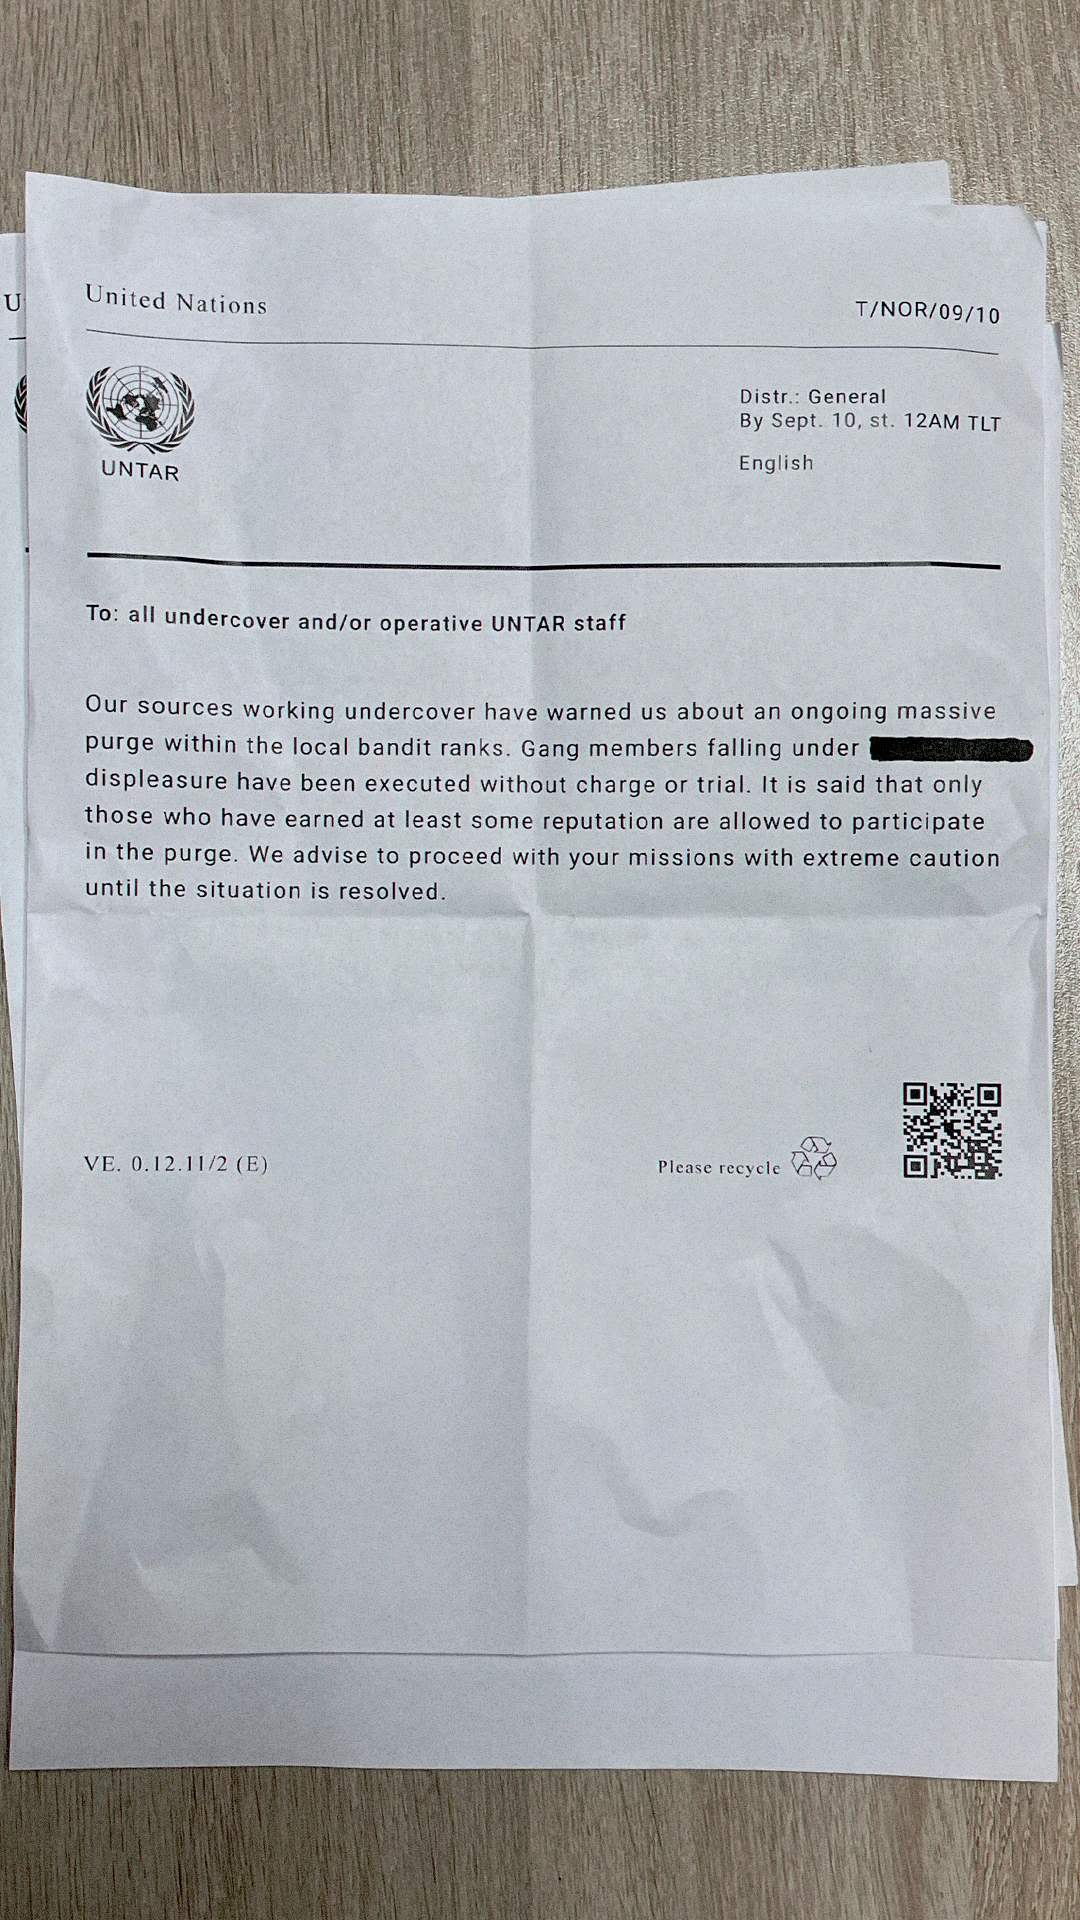 United Nations
T/NOR/09/10
UNTAR
Distr.: General
By Sept. 10, st. 12AM TLT
English
To: all undercover and/or operative UNTAR staff
Our sources working undercover have warned us about an ongoing massive
purge within the local bandit ranks. Gang members falling under
displeasure have been executed without charge or trial. It is said that only
those who have earned at least some reputation are allowed to participate
in the purge. We advise to proceed with your missions with extreme caution
until the situation is resolved.
VE. 0.12.11/2 (E)
Please recycle
U